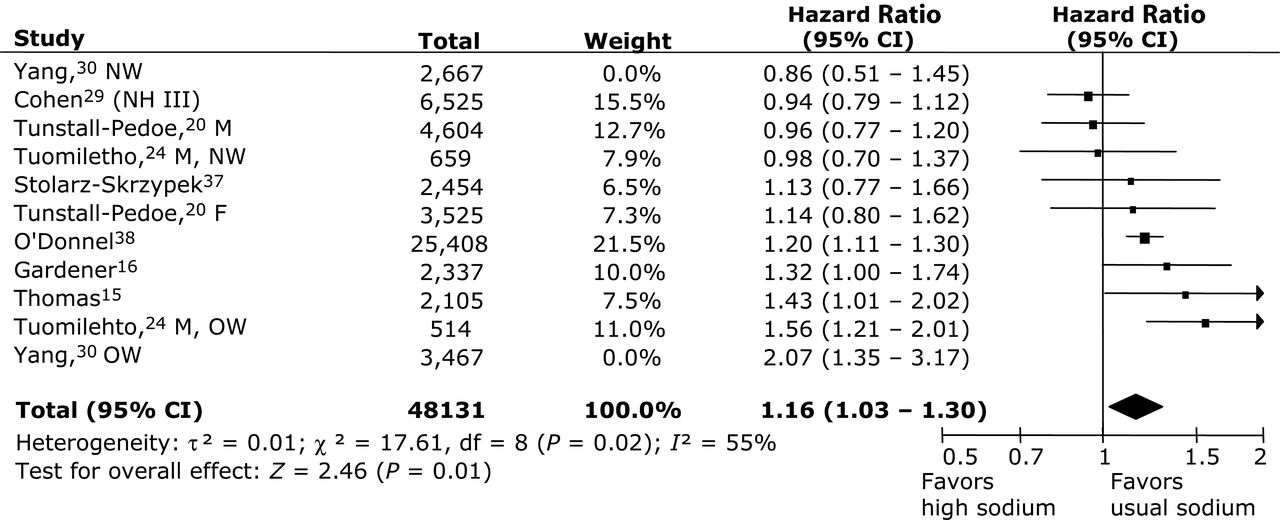 Study Total Weight Hazard Ratio (95% CI) Hazard Ratio (95% CI)
Yang,30 NW 2,667 0.0% 0.86 (0.51 – 1.45)
Cohen29 (NH III) 6,525 15.5% 0.94 (0.79 – 1.12)
Tunstall-Pedoe,20 M 4,604 12.7% 0.96 (0.77 – 1.20)
Tuomiletho,24 M, NW 659 7.9% 0.98 (0.70 – 1.37)
Stolarz-Skrzypek37 2,454 6.5% 1.13 (0.77 – 1.66)
Tunstall-Pedoe,20 F 3,525 7.3% 1.14 (0.80 – 1.62)
O'Donnel38 25,408 21.5% 1.20 (1.11 – 1.30)
Gardener16 2,337 10.0% 1.32 (1.00 – 1.74)
Thomas15 2,105 7.5% 1.43 (1.01 – 2.02)
Tuomilehto,24 M, OW 514 11.0% 1.56 (1.21 – 2.01)
Yang,30 OW 3,467 0.0% 2.07 (1.35 – 3.17)
Total (95% CI) 48131 100.0% 1.16 (1.03 – 1.30)
Heterogeneity: τ² = 0.01; χ² = 17.61, df = 8 (P = 0.02); I² = 55%
Test for overall effect: Z = 2.46 (P = 0.01)
0.5 0.7 1 1.5 2
Favors high sodium
Favors usual sodium